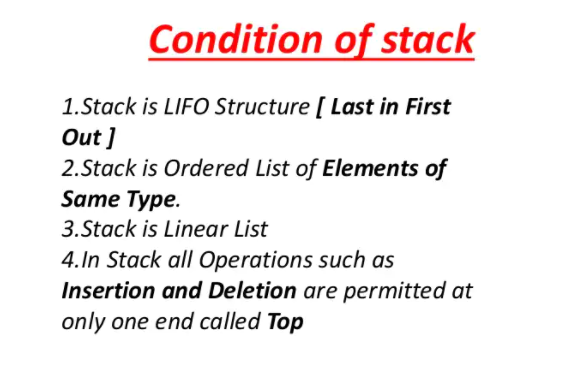 Condition of stack
1.Stack is LIFO Structure [ Last in First
Out ]
2.Stack is Ordered List of Elements of
Same Type.
3.Stack is Linear List
4.In Stack all Operations such as
Insertion and Deletion are permitted at
only one end called Top